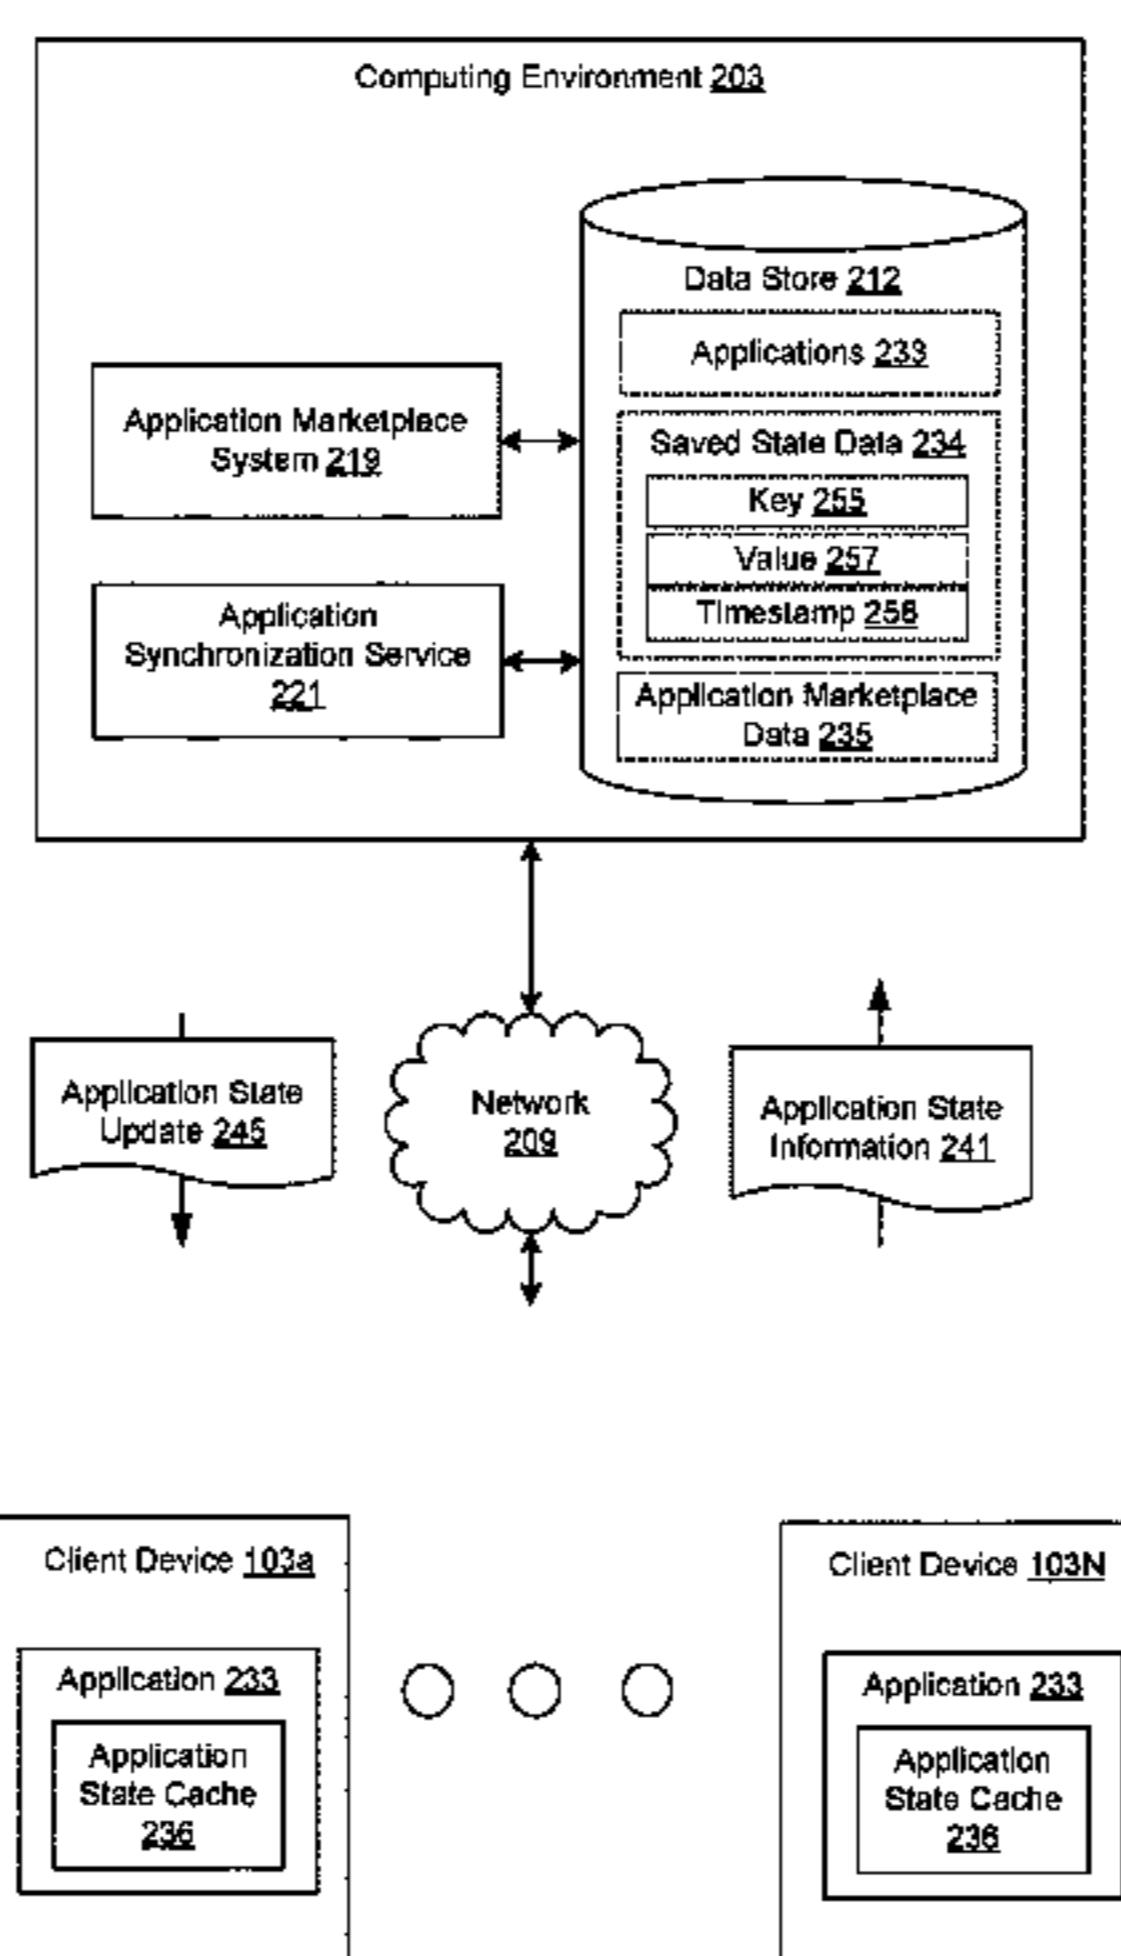 Computing Environment 203
Data Store 212
Applications 233
Application Marketplace
System 219
Saved State Data 234
Key 255
Value 257
Timestamp 258
Application
Synchronization Service
221
Application Marketplace
Data 235
Application State
Update 245
Network
209
Application State
Information 241
Client Device 103a
Application 233
Application
State Cache
236
Client Device 103N
Application 233
Application
State Cache
236